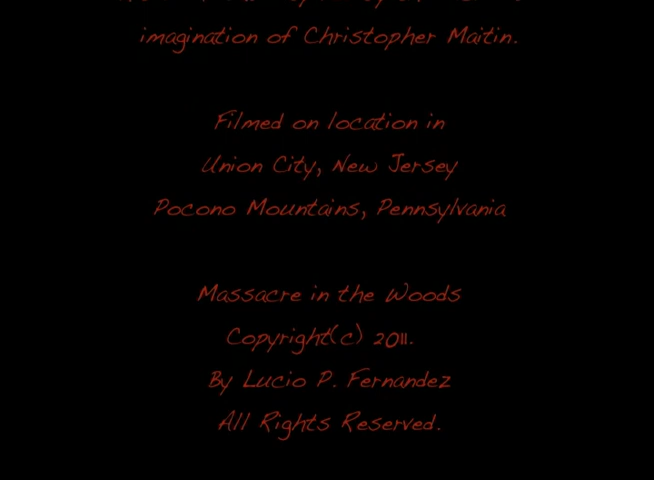 imagination of Christopher Maitin.
Filmed on location in
Union City, New Jersey
Pocono Mountains, Pennsylvania
Massacre in the Woods
Copyright(c) 2011.
By Lucio P. Fernandez
All Rights Reserved.